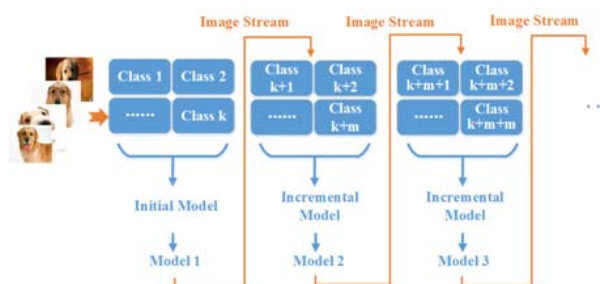 Image Stream
Image Stream
Image Stream
Class 1
Class 2
......
Class k
Class
k+1
Class
k+2
......
Class
k+m
Class
k+m+1
Class
k+m+2
......
Class
k+m+m
Initial Model
Incremental
Model
Incremental
Model
Model 1
Model 2
Model 3